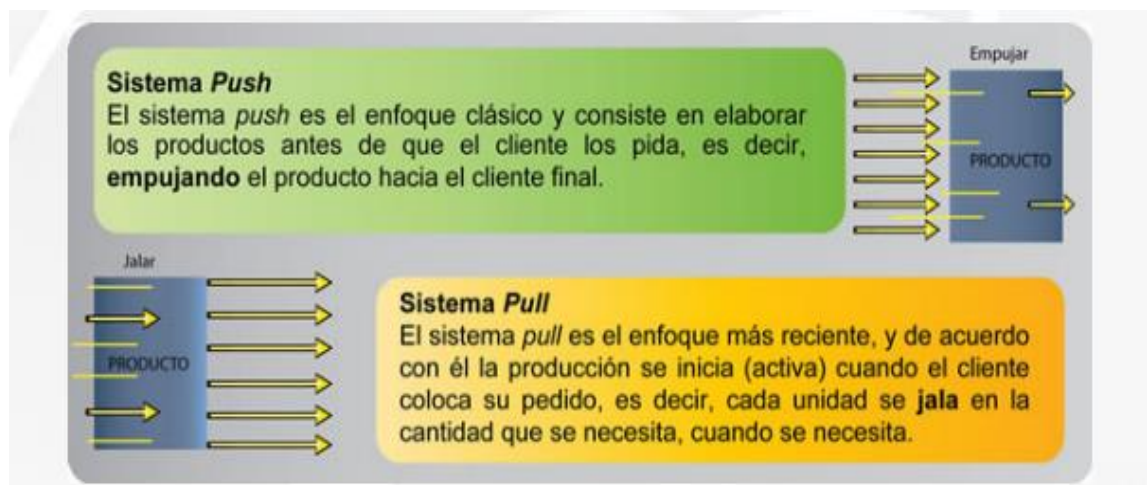 Sistema Push
El sistema push es el enfoque clásico y consiste en elaborar
los productos antes de que el cliente los pida, es decir,
empujando el producto hacia el cliente final.
Empujar
PRODUCTO
Jalar
PRODUCTO
Sistema Pull
El sistema pull es el enfoque más reciente, y de acuerdo
con él la producción se inicia (activa) cuando el cliente
coloca su pedido, es decir, cada unidad se jala en la
cantidad que se necesita, cuando se necesita.